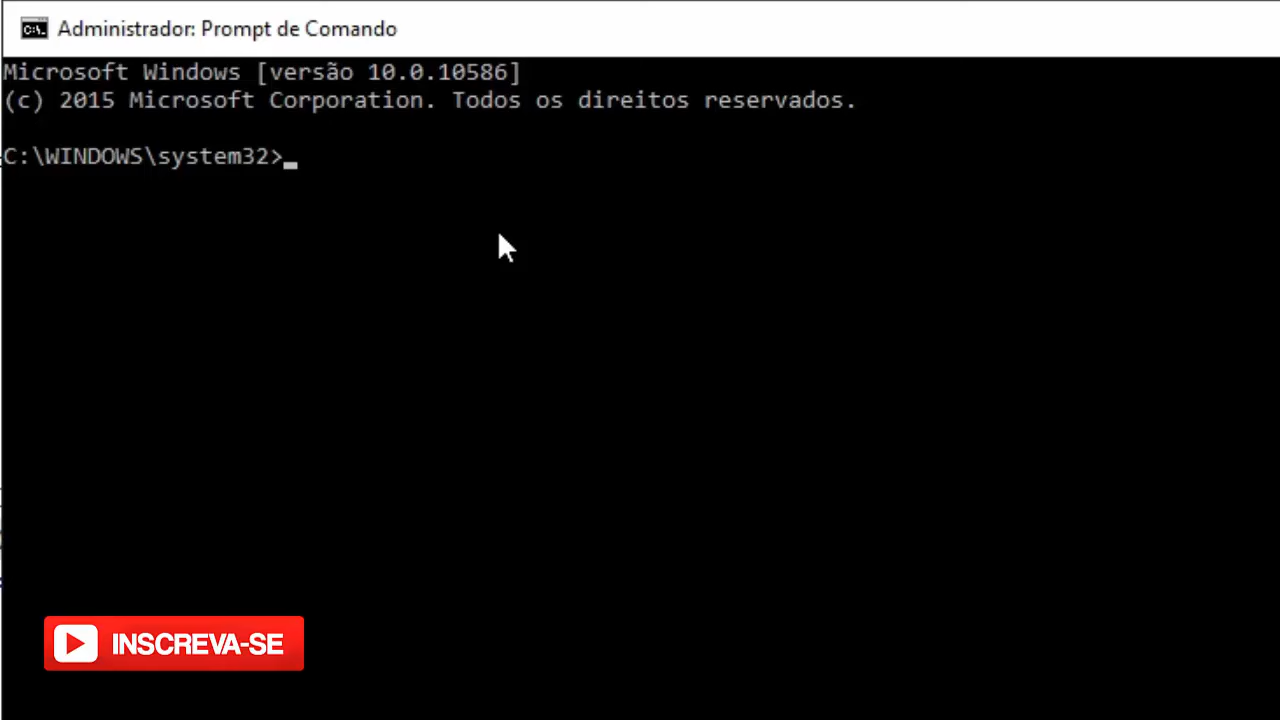 Administrador: Prompt de Comando
Microsoft Windows [versão 10.0.10586]
(c) 2015 Microsoft Corporation. Todos os direitos reservados.
C:\WINDOWS\system32>
INSCREVA-SE